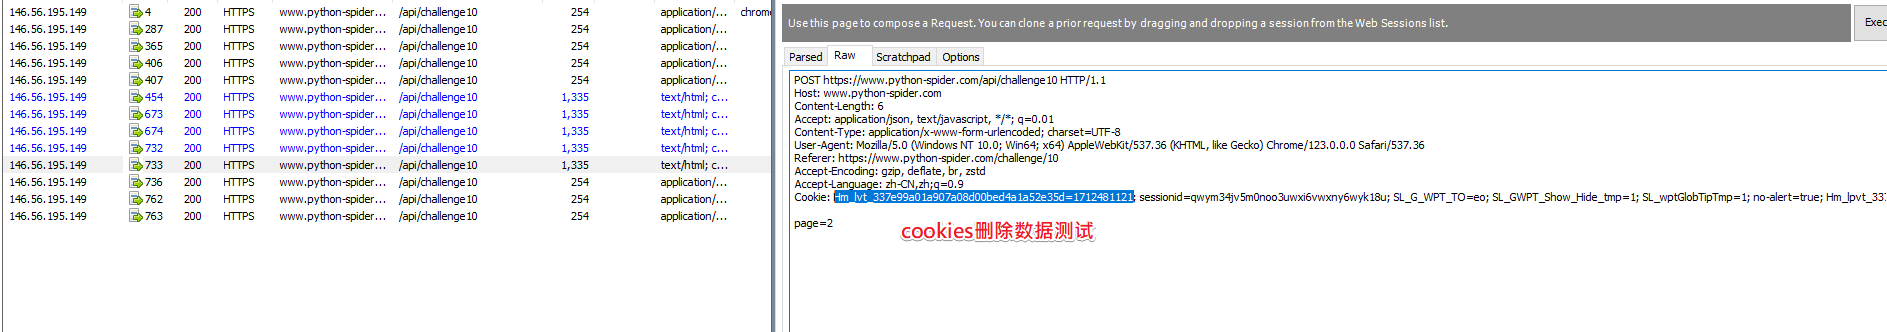 146.56.195.149 4 200 HTTPS www.python-spider... /api/challenge10 254 application/... chrome
146.56.195.149 287 200 HTTPS www.python-spider... /api/challenge10 254 application/...
146.56.195.149 365 200 HTTPS www.python-spider... /api/challenge10 254 application/...
146.56.195.149 406 200 HTTPS www.python-spider... /api/challenge10 254 application/...
146.56.195.149 407 200 HTTPS www.python-spider... /api/challenge10 254 application/...
146.56.195.149 454 200 HTTPS www.python-spider... /api/challenge10 1,335 text/html; c...
146.56.195.149 673 200 HTTPS www.python-spider... /api/challenge10 1,335 text/html; c...
146.56.195.149 674 200 HTTPS www.python-spider... /api/challenge10 1,335 text/html; c...
146.56.195.149 732 200 HTTPS www.python-spider... /api/challenge10 1,335 text/html; c...
146.56.195.149 733 200 HTTPS www.python-spider... /api/challenge10 1,335 text/html; c...
146.56.195.149 736 200 HTTPS www.python-spider... /api/challenge10 254 application/...
146.56.195.149 762 200 HTTPS www.python-spider... /api/challenge10 254 application/...
146.56.195.149 763 200 HTTPS www.python-spider... /api/challenge10 254 application/...
Use this page to compose a Request. You can clone a prior request by dragging and dropping a session from the Web Sessions list.
Exec
Parsed Raw Scratchpad Options
POST https://www.python-spider.com/api/challenge10 HTTP/1.1
Host: www.python-spider.com
Content-Length: 6
Accept: application/json, text/javascript, */*; q=0.01
Content-Type: application/x-www-form-urlencoded; charset=UTF-8
User-Agent: Mozilla/5.0 (Windows NT 10.0; Win64; x64) AppleWebKit/537.36 (KHTML, like Gecko) Chrome/123.0.0.0 Safari/537.36
Referer: https://www.python-spider.com/challenge/10
Accept-Encoding: gzip, deflate, br, zstd
Accept-Language: zh-CN,zh;q=0.9
Cookie: Hm_lvt_337e99a01a907a08d00bed4a1a52e35d=1712481121; sessionid=qwym34jv5m0noo3uwxi6vwxny6wyk18u; SL_G_WPT_TO=eo; SL_GWPT_Show_Hide_tmp=1; SL_wptGlobTipTmp=1; no-alert=true; Hm_lpvt_337
page=2
cookies删除数据测试